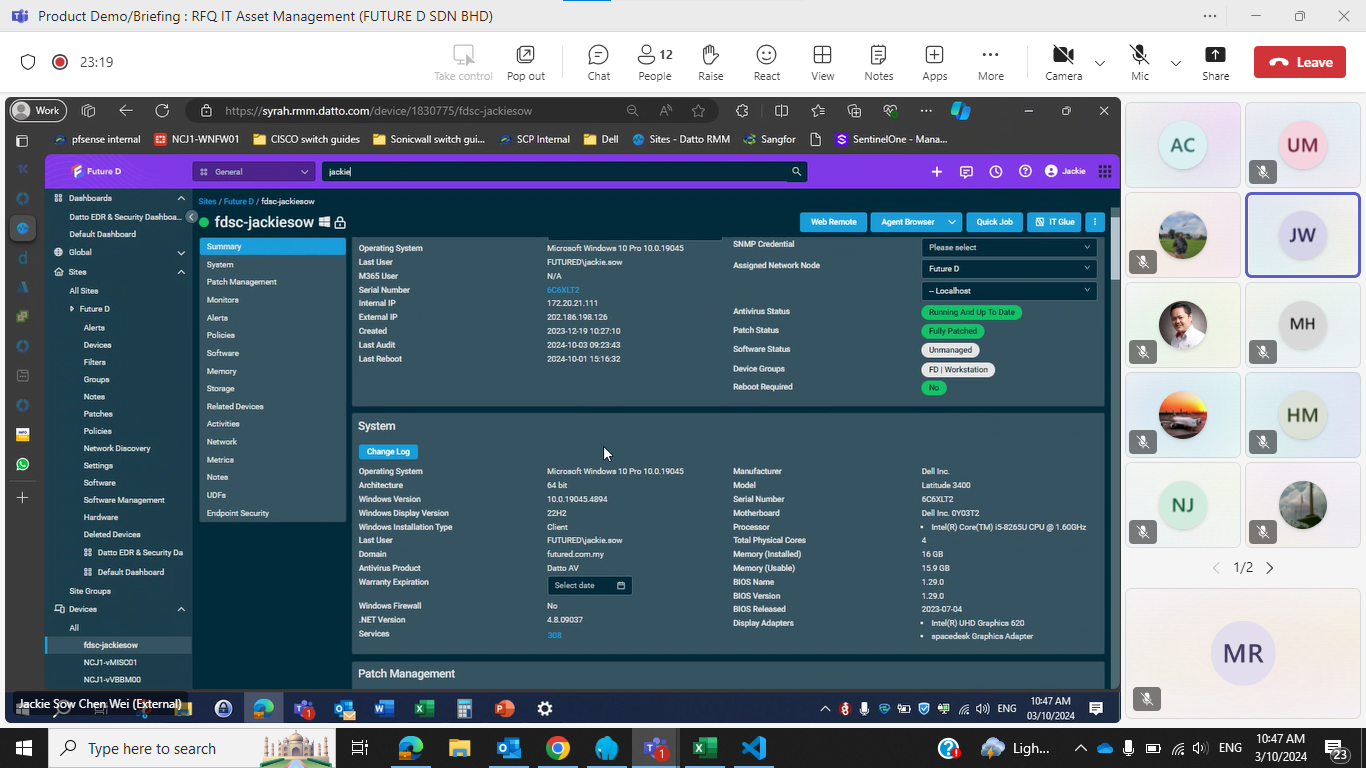 Product Demo/Briefing : RFQ IT Asset Management (FUTURE D SDN BHD)
23:19
Take control
Pop out
Chat
People
12
Raise
React
View
Notes
Apps
More
Camera
Mic
Share
Leave
Work
https://syrah.rmm.datto.com/device/1830775/fdsc-jackiesow
pfsense internal
NCJ1-WNFW01
CISCO switch guides
Sonicwall switch gui...
SCP Internal
Dell
Sites - Datto RMM
Sangfor
SentinelOne - Mana...
Future D
General
jackie
Jackie
Dashboards
Datto EDR & Security Dashboa...
Default Dashboard
Global
Sites
All Sites
Future D
Alerts
Devices
Filters
Groups
Notes
Patches
Policies
Network Discovery
Settings
Software
Software Management
Hardware
Deleted Devices
Datto EDR & Security Da
Default Dashboard
Site Groups
Devices
All
fdsc-jackiesow
NCJ1-vMISC01
NCJ1-vVBBM00
Sites / Future D / fdsc-jackiesow
fdsc-jackiesow
Web Remote
Agent Browser
Quick Job
IT Glue
Summary
System
Patch Management
Monitors
Alerts
Policies
Software
Memory
Storage
Related Devices
Activities
Network
Metrics
Notes
UDFs
Endpoint Security
Operating System Microsoft Windows 10 Pro 10.0.19045
Last User FUTURED\jackie.sow
M365 User N/A
Serial Number 6C6XLT2
Internal IP 172.20.21.111
External IP 202.186.198.126
Created 2023-12-19 10:27:10
Last Audit 2024-10-03 09:23:43
Last Reboot 2024-10-01 15:16:32
SNMP Credential Please select
Assigned Network Node Future D
-- Localhost
Antivirus Status Running And Up To Date
Patch Status Fully Patched
Software Status Unmanaged
Device Groups FD | Workstation
Reboot Required No
System
Change Log
Operating System Microsoft Windows 10 Pro 10.0.19045
Architecture 64 bit
Windows Version 10.0.19045.4894
Windows Display Version 22H2
Windows Installation Type Client
Last User FUTURED\jackie.sow
Domain futured.com.my
Antivirus Product Datto AV
Warranty Expiration Select date
Windows Firewall No
.NET Version 4.8.09037
Services 308
Manufacturer Dell Inc.
Model Latitude 3400
Serial Number 6C6XLT2
Motherboard Dell Inc. 0Y03T2
Processor • Intel(R) Core(TM) i5-8265U CPU @ 1.60GHz
Total Physical Cores 4
Memory (Installed) 16 GB
Memory (Usable) 15.9 GB
BIOS Name 1.29.0
BIOS Version 1.29.0
BIOS Released 2023-07-04
Display Adapters • Intel(R) UHD Graphics 620
• spacedesk Graphics Adapter
Patch Management
Jackie Sow Chen Wei (External)
ENG
10:47 AM
03/10/2024
AC
UM
JW
MH
HM
NJ
1/2
MR
Type here to search
Ligh...
ENG
10:47 AM
3/10/2024
23